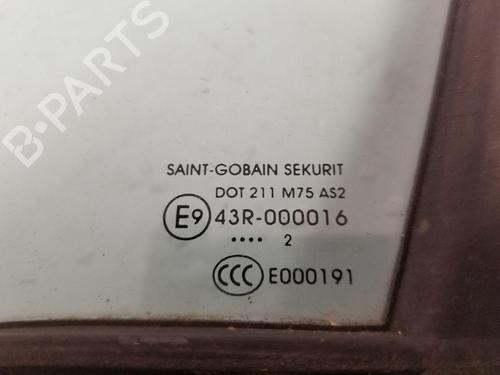 B-PARTS
SAINT-GOBAIN SEKURIT
DOT 211 M75 AS2
E9 43R-000016
.... 2
CCC E000191